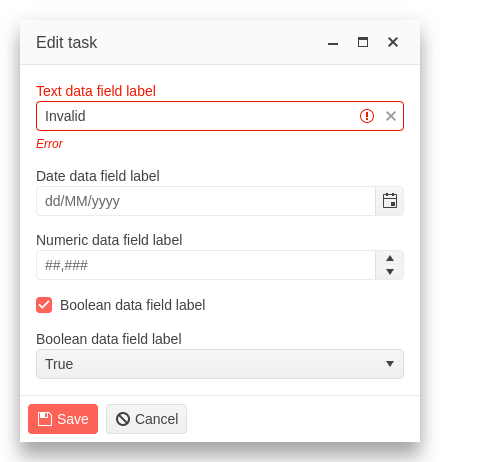 Edit task
Text data field label
Invalid
Error
Date data field label
dd/MM/yyyy
Numeric data field label
##,###
Boolean data field label
Boolean data field label
True
Save Cancel